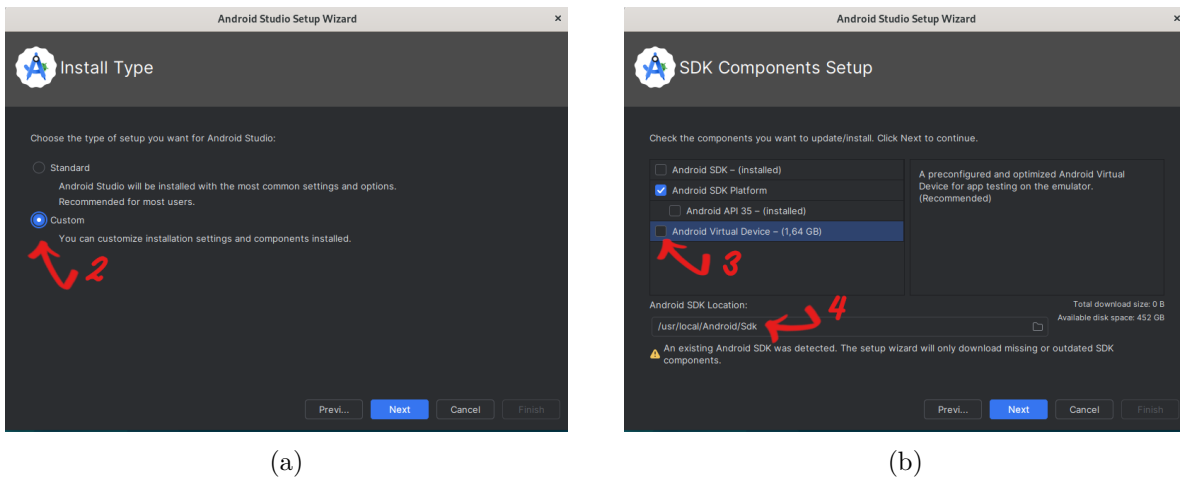 Android Studio Setup Wizard
×
Install Type
Choose the type of setup you want for Android Studio:
Standard
Android Studio will be installed with the most common settings and options.
Recommended for most users.
Custom
You can customize installation settings and components installed.
2
Previ...
Next
Cancel
Finish
(a)
Android Studio Setup Wizard
×
SDK Components Setup
Check the components you want to update/install. Click Next to continue.
Android SDK – (installed)
Android SDK Platform
Android API 35 – (installed)
Android Virtual Device – (1,64 GB)
3
A preconfigured and optimized Android Virtual
Device for app testing on the emulator.
(Recommended)
Android SDK Location:
4
Total download size: 0 B
Available disk space: 452 GB
/usr/local/Android/Sdk
An existing Android SDK was detected. The setup wizard will only download missing or outdated SDK
components.
Previ...
Next
Cancel
Finish
(b)